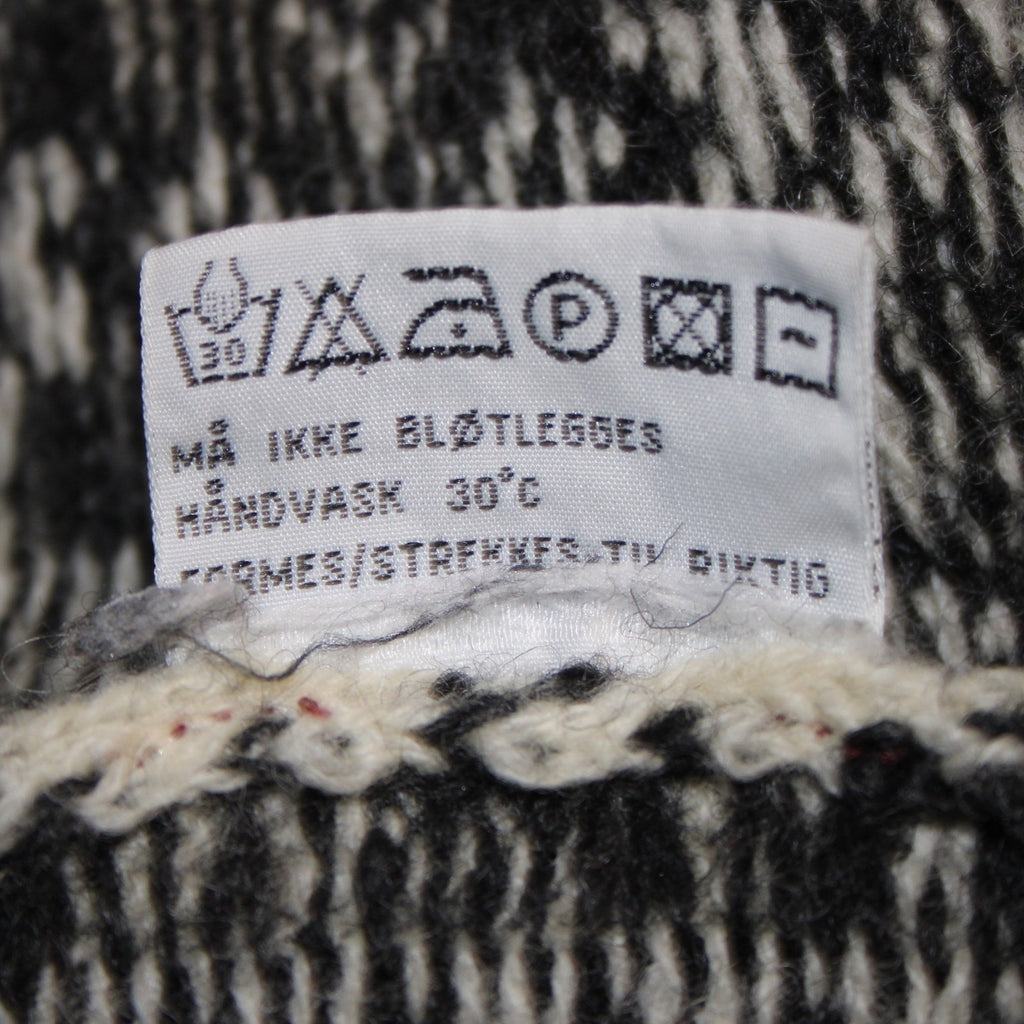 30 P
MÅ IKKE BLØTLEGGES
HÅNDVASK 30°C
FORMES/STREKKES TIL RIKTIG